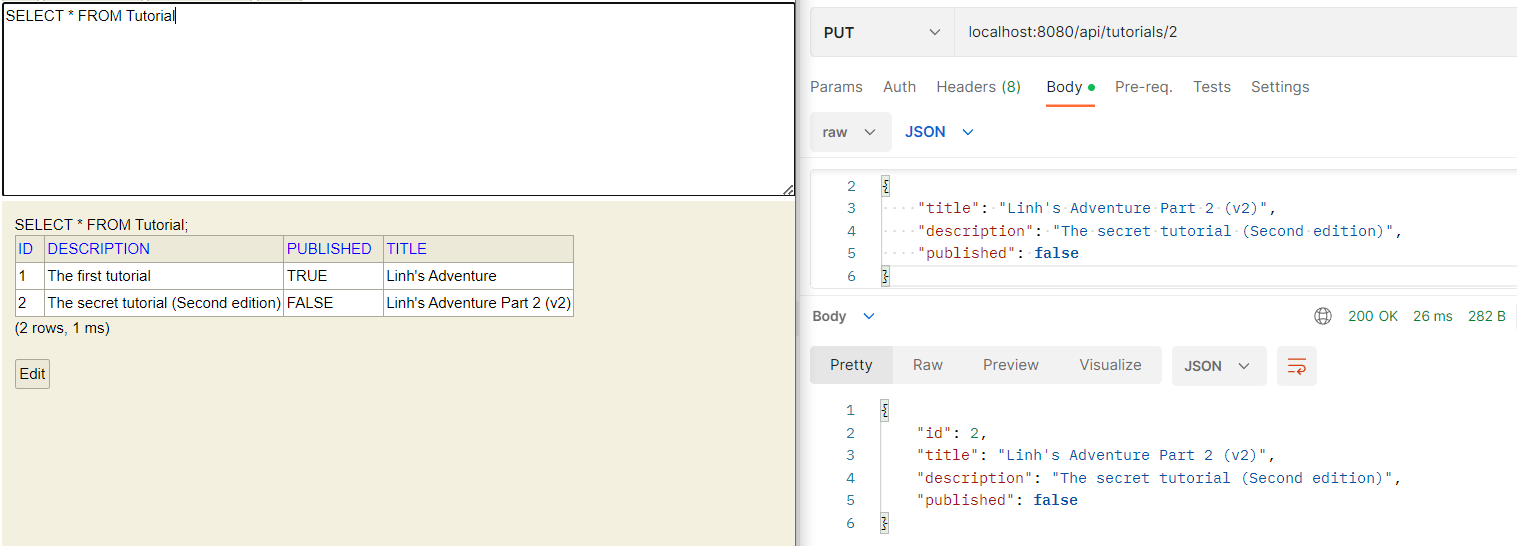 SELECT * FROM Tutorial
SELECT * FROM Tutorial;
ID DESCRIPTION PUBLISHED TITLE
1 The first tutorial TRUE Linh's Adventure
2 The secret tutorial (Second edition) FALSE Linh's Adventure Part 2 (v2)
(2 rows, 1 ms)
Edit
PUT localhost:8080/api/tutorials/2
Params Auth Headers (8) Body Pre-req. Tests Settings
raw JSON
2 {
3 "title": "Linh's Adventure Part 2 (v2)",
4 "description": "The secret tutorial (Second edition)",
5 "published": false
6 }
Body 200 OK 26 ms 282 B
Pretty Raw Preview Visualize JSON
1 {
2 "id": 2,
3 "title": "Linh's Adventure Part 2 (v2)",
4 "description": "The secret tutorial (Second edition)",
5 "published": false
6 }